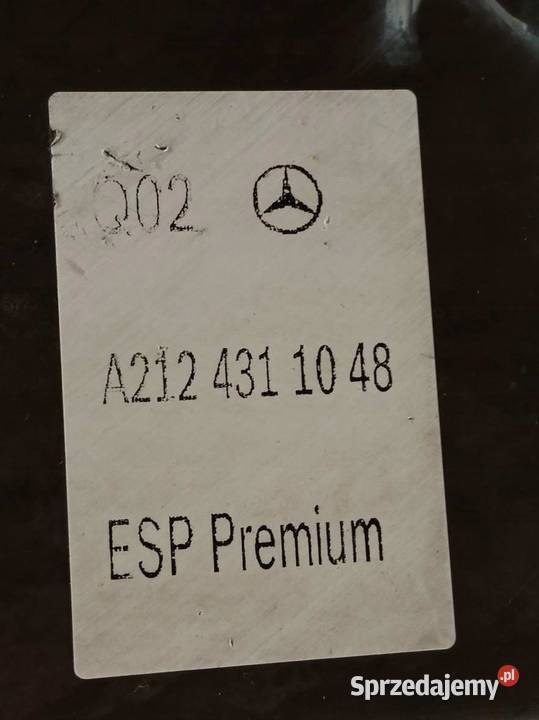 Q02
A212 431 10 48
ESP Premium
Sprzedajemy.pl